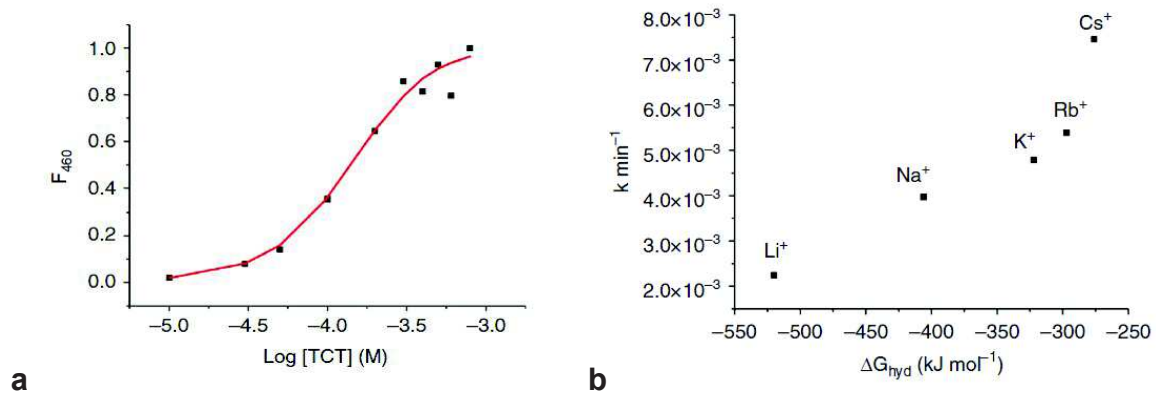 1.0
0.8
0.6
0.4
0.2
0.0
F460
−5.0 −4.5 −4.0 −3.5 −3.0
Log [TCT] (M)
a
8.0×10⁻³
7.0×10⁻³
6.0×10⁻³
5.0×10⁻³
4.0×10⁻³
3.0×10⁻³
2.0×10⁻³
k min⁻¹
Cs⁺
Rb⁺
K⁺
Na⁺
Li⁺
−550 −500 −450 −400 −350 −300 −250
ΔGhyd (kJ mol⁻¹)
b